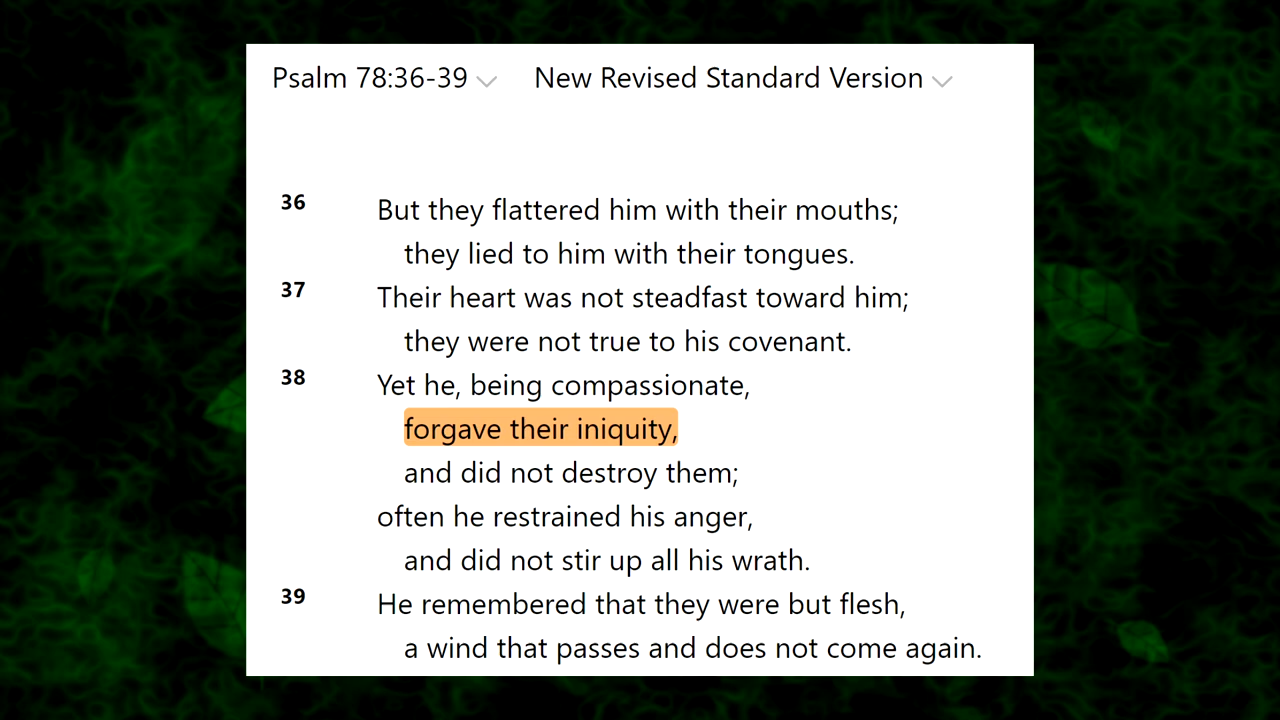 Psalm 78:36-39 New Revised Standard Version
36 But they flattered him with their mouths;
they lied to him with their tongues.
37 Their heart was not steadfast toward him;
they were not true to his covenant.
38 Yet he, being compassionate,
forgave their iniquity,
and did not destroy them;
often he restrained his anger,
and did not stir up all his wrath.
39 He remembered that they were but flesh,
a wind that passes and does not come again.